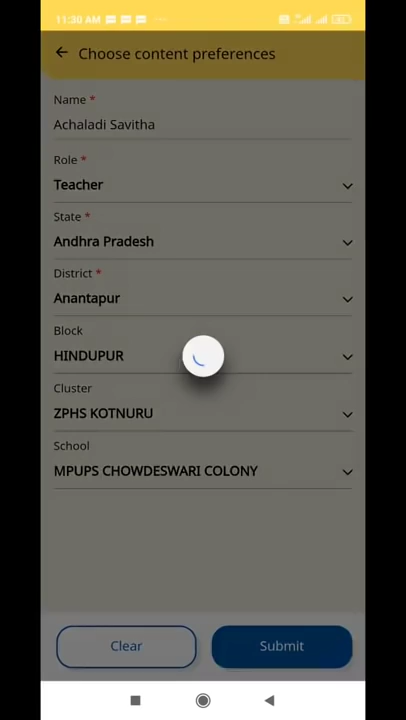 11:30 AM
Choose content preferences
Name *
Achaladi Savitha
Role *
Teacher
State *
Andhra Pradesh
District *
Anantapur
Block
HINDUPUR
Cluster
ZPHS KOTNURU
School
MPUPS CHOWDESWARI COLONY
Clear
Submit